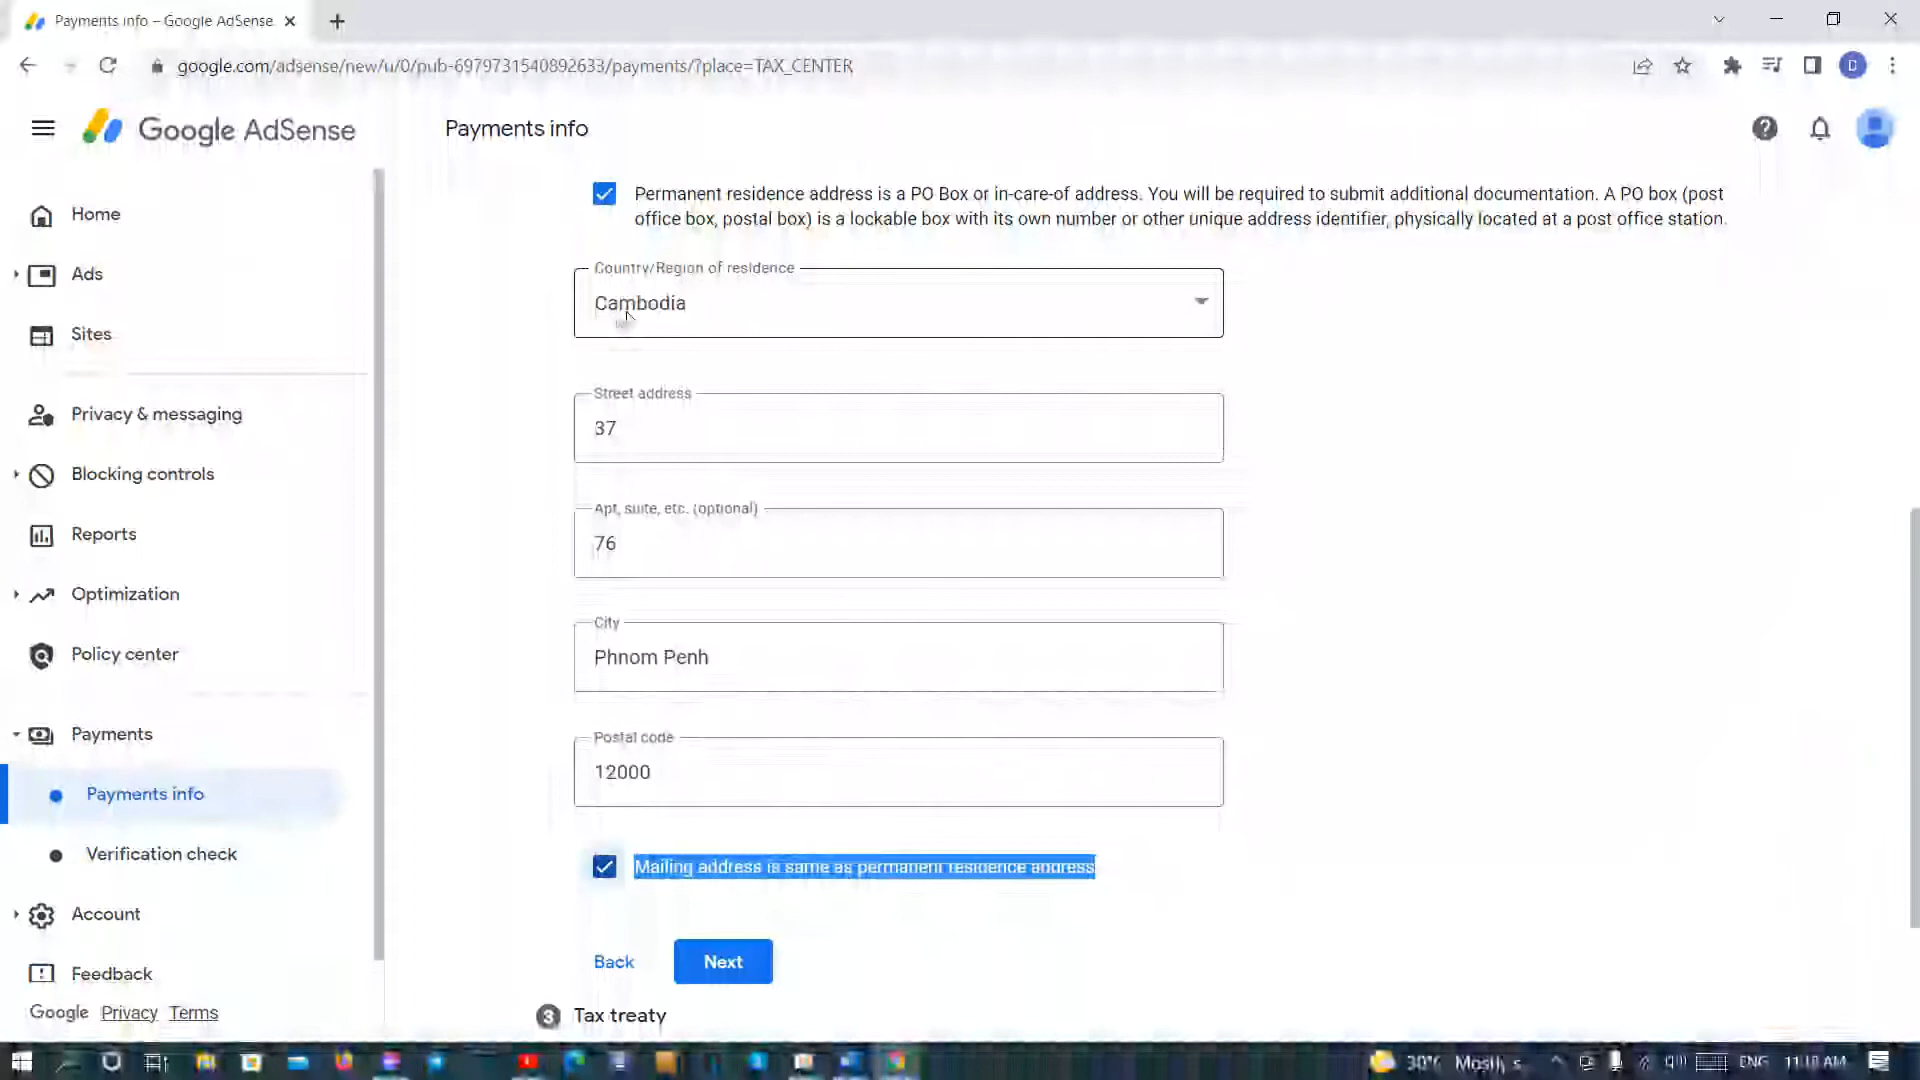 Payments info – Google AdSense
google.com/adsense/new/u/0/pub-6979731540892633/payments/?place=TAX_CENTER
D
Google AdSense
Payments info
Home
Ads
Sites
Privacy & messaging
Blocking controls
Reports
Optimization
Policy center
Payments
Payments info
Verification check
Account
Feedback
Google Privacy Terms
Permanent residence address is a PO Box or in-care-of address. You will be required to submit additional documentation. A PO box (post
office box, postal box) is a lockable box with its own number or other unique address identifier, physically located at a post office station.
Country/Region of residence
Cambodia
Street address
37
Apt, suite, etc. (optional)
76
City
Phnom Penh
Postal code
12000
Mailing address is same as permanent residence address
Back
Next
3 Tax treaty
30°C Mostly s
ENG
11:18 AM